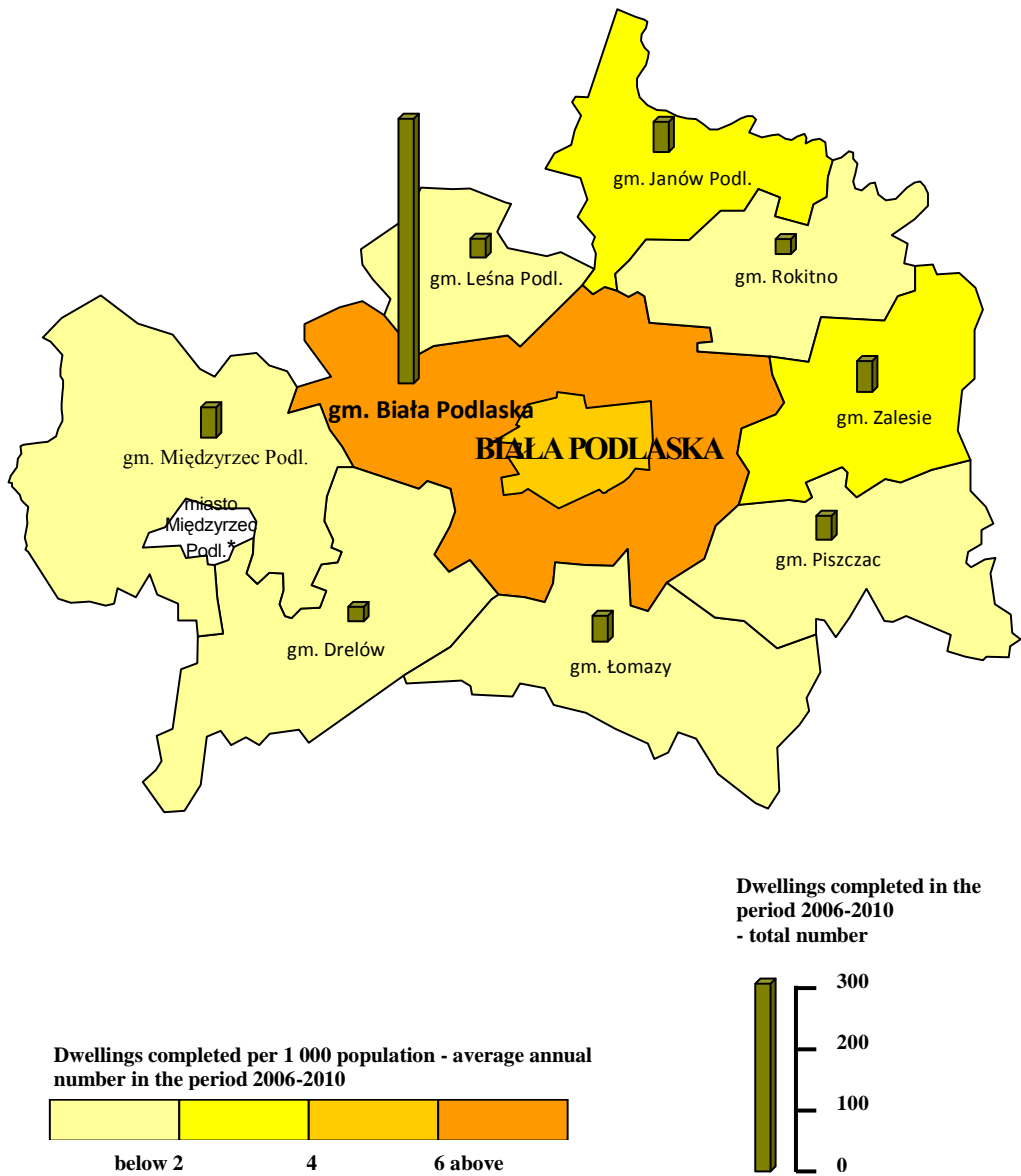 gm. Janów Podl.
gm. Leśna Podl.
gm. Rokitno
gm. Biała Podlaska
gm. Zalesie
BIAŁA PODLASKA
gm. Międzyrzec Podl.
miasto
Międzyrzec
Podl.*
gm. Piszczac
gm. Drelów
gm. Łomazy
Dwellings completed in the
period 2006-2010
- total number
300
200
100
0
Dwellings completed per 1 000 population - average annual
number in the period 2006-2010
below 2 4 6 above